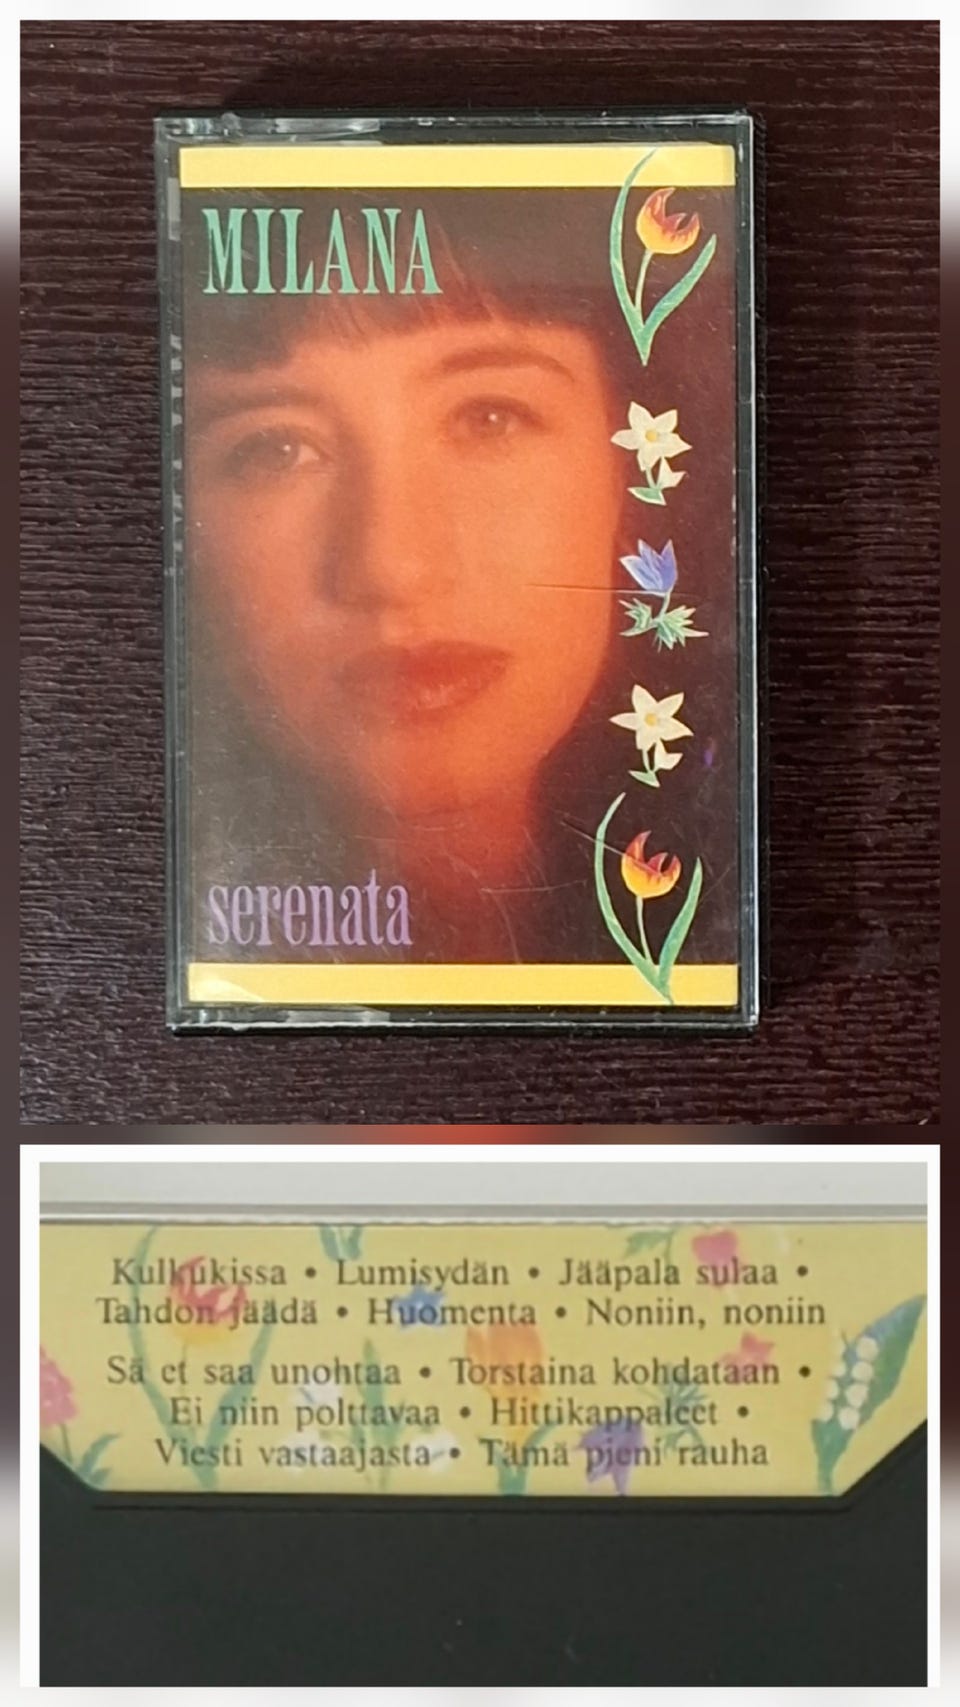 MILANA
serenata
Kulkukissa • Lumisydän • Jääpala sulaa •
Tahdon jäädä • Huomenta • Noniin, noniin
Sä et saa unohtaa • Torstaina kohdataan •
Ei niin polttavaa • Hittikappaleet •
Viesti vastaajasta • Tämä pieni rauha